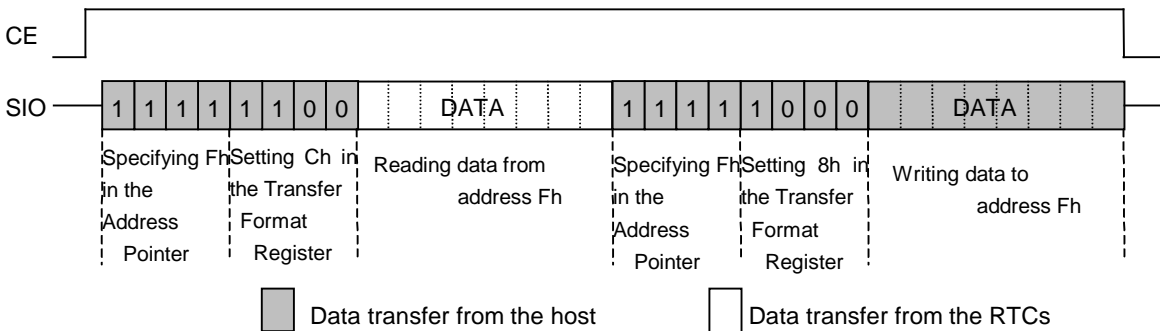 CE
SIO 1 1 1 1 1 1 0 0 DATA 1 1 1 1 1 0 0 0 DATA
Specifying Fh
in the
Address
Pointer
Setting Ch in
the Transfer
Format
Register
Reading data from
address Fh
Specifying Fh
in the
Address
Pointer
Setting 8h in
the Transfer
Format
Register
Writing data to
address Fh
Data transfer from the host
Data transfer from the RTCs